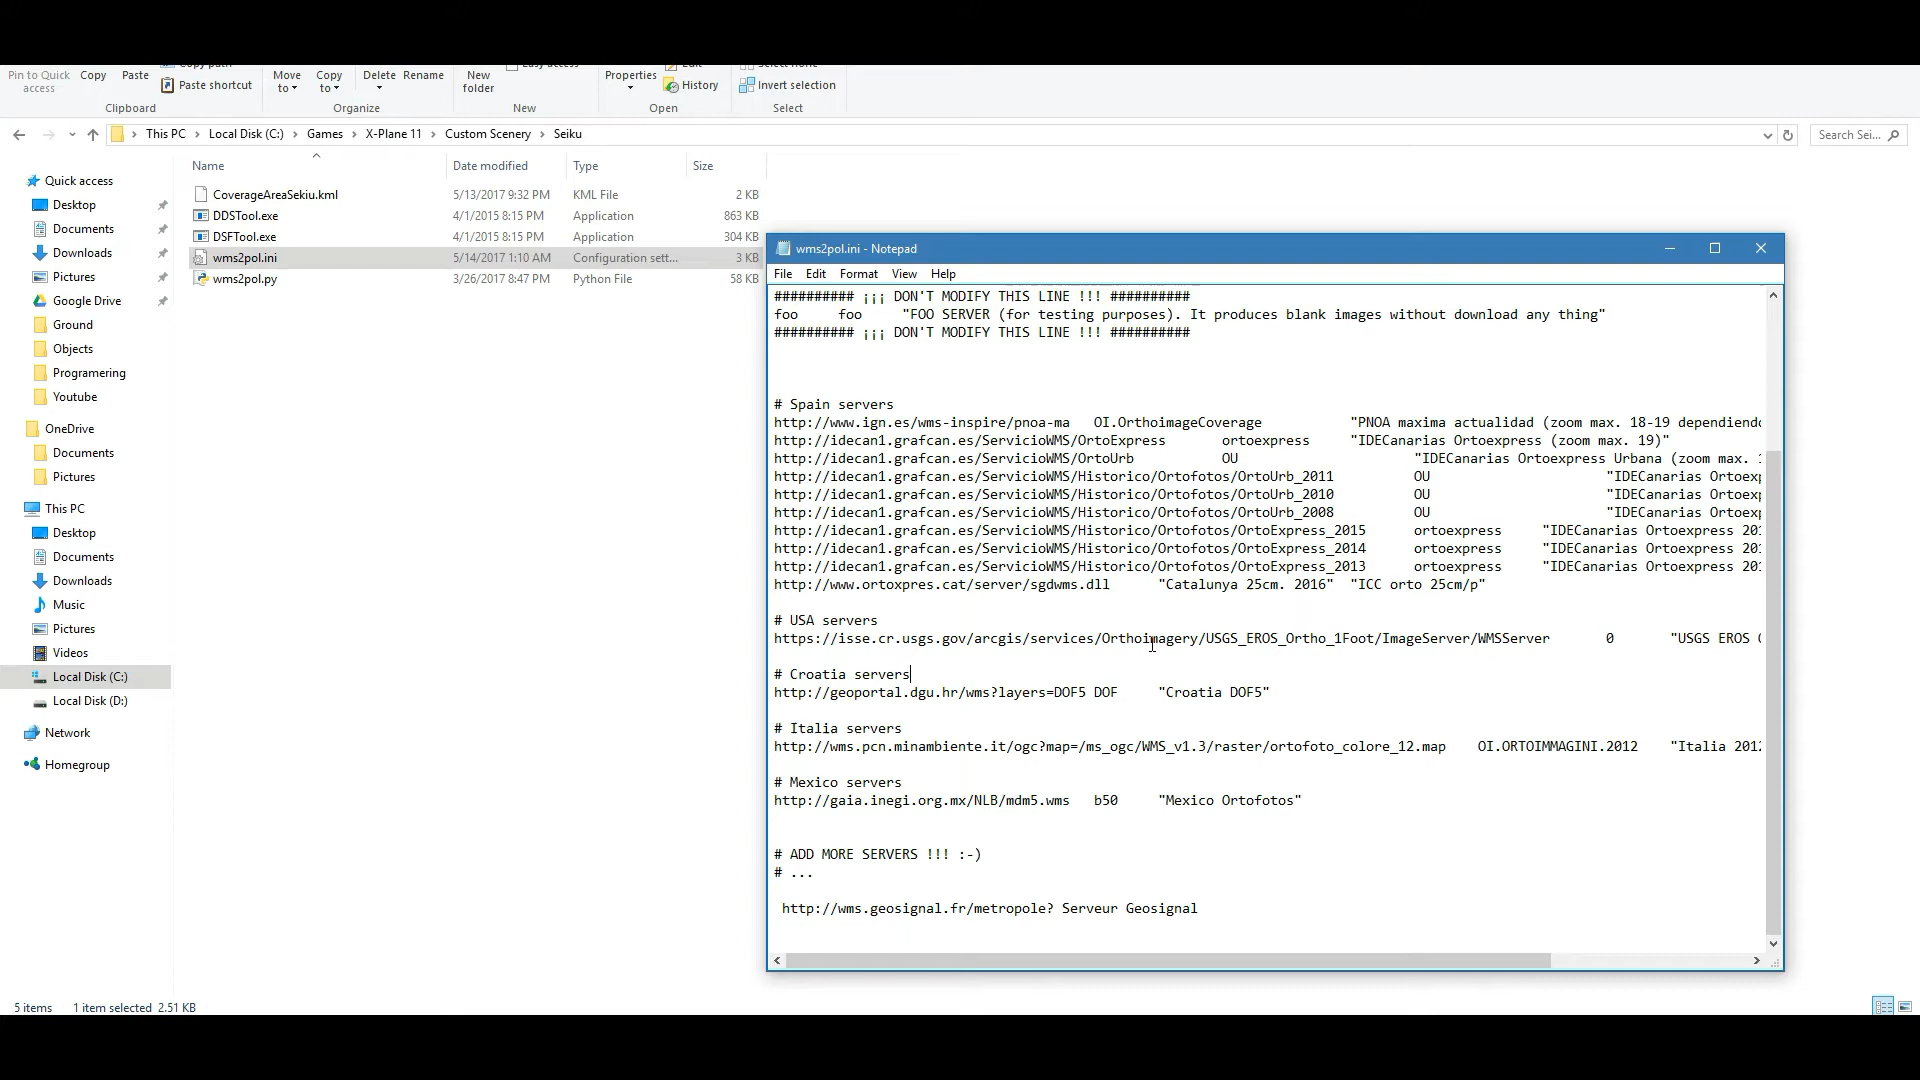 Pin to Quick access
Copy
Paste
Copy path
Paste shortcut
Clipboard
Move to
Copy to
Delete
Rename
Organize
New folder
Easy access
New
Properties
Edit
History
Open
Select none
Invert selection
Select
This PC
Local Disk (C:)
Games
X-Plane 11
Custom Scenery
Seiku
Search Sei...
Name
Date modified
Type
Size
CoverageAreaSekiu.kml 5/13/2017 9:32 PM KML File 2 KB
DDSTool.exe 4/1/2015 8:15 PM Application 863 KB
DSFTool.exe 4/1/2015 8:15 PM Application 304 KB
wms2pol.ini 5/14/2017 1:10 AM Configuration sett... 3 KB
wms2pol.py 3/26/2017 8:47 PM Python File 58 KB
Quick access
Desktop
Documents
Downloads
Pictures
Google Drive
Ground
Objects
Programering
Youtube
OneDrive
Documents
Pictures
This PC
Desktop
Documents
Downloads
Music
Pictures
Videos
Local Disk (C:)
Local Disk (D:)
Network
Homegroup
5 items 1 item selected 2.51 KB
wms2pol.ini - Notepad
File Edit Format View Help
########## ¡¡¡ DON'T MODIFY THIS LINE !!! ##########
foo foo "FOO SERVER (for testing purposes). It produces blank images without download any thing"
########## ¡¡¡ DON'T MODIFY THIS LINE !!! ##########
# Spain servers
http://www.ign.es/wms-inspire/pnoa-ma OI.OrthoimageCoverage "PNOA maxima actualidad (zoom max. 18-19 dependiendo
http://idecan1.grafcan.es/ServicioWMS/OrtoExpress ortoexpress "IDECanarias Ortoexpress (zoom max. 19)"
http://idecan1.grafcan.es/ServicioWMS/OrtoUrb OU "IDECanarias Ortoexpress Urbana (zoom max. 1
http://idecan1.grafcan.es/ServicioWMS/Historico/Ortofotos/OrtoUrb_2011 OU "IDECanarias Ortoexp
http://idecan1.grafcan.es/ServicioWMS/Historico/Ortofotos/OrtoUrb_2010 OU "IDECanarias Ortoexp
http://idecan1.grafcan.es/ServicioWMS/Historico/Ortofotos/OrtoUrb_2008 OU "IDECanarias Ortoexp
http://idecan1.grafcan.es/ServicioWMS/Historico/Ortofotos/OrtoExpress_2015 ortoexpress "IDECanarias Ortoexpress 201
http://idecan1.grafcan.es/ServicioWMS/Historico/Ortofotos/OrtoExpress_2014 ortoexpress "IDECanarias Ortoexpress 201
http://idecan1.grafcan.es/ServicioWMS/Historico/Ortofotos/OrtoExpress_2013 ortoexpress "IDECanarias Ortoexpress 201
http://www.ortoxpres.cat/server/sgdwms.dll "Catalunya 25cm. 2016" "ICC orto 25cm/p"
# USA servers
https://isse.cr.usgs.gov/arcgis/services/Orthoimagery/USGS_EROS_Ortho_1Foot/ImageServer/WMSServer 0 "USGS EROS O
# Croatia servers
http://geoportal.dgu.hr/wms?layers=DOF5 DOF "Croatia DOF5"
# Italia servers
http://wms.pcn.minambiente.it/ogc?map=/ms_ogc/WMS_v1.3/raster/ortofoto_colore_12.map OI.ORTOIMMAGINI.2012 "Italia 2012
# Mexico servers
http://gaia.inegi.org.mx/NLB/mdm5.wms b50 "Mexico Ortofotos"
# ADD MORE SERVERS !!! :-)
# ...
http://wms.geosignal.fr/metropole? Serveur Geosignal